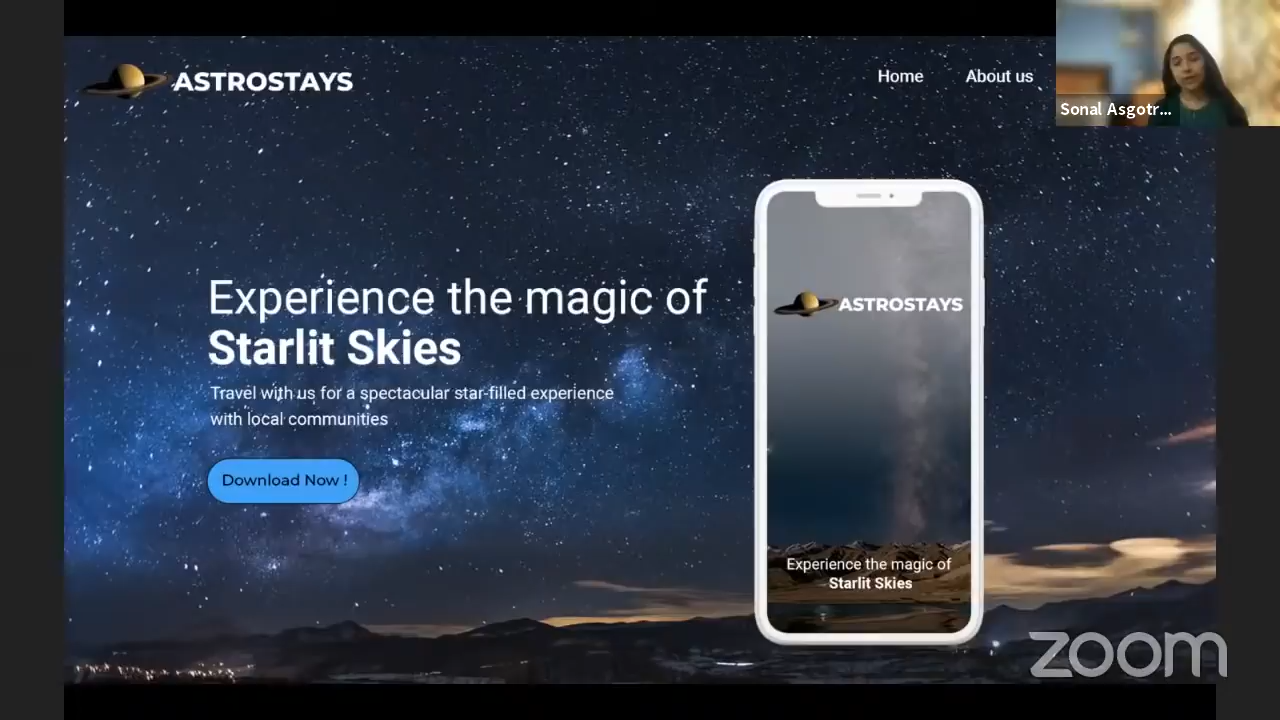 ASTROSTAYS
Home
About us
Sonal Asgotr...
Experience the magic of
Starlit Skies
Travel with us for a spectacular star-filled experience
with local communities
Download Now !
ASTROSTAYS
Experience the magic of
Starlit Skies
zoom